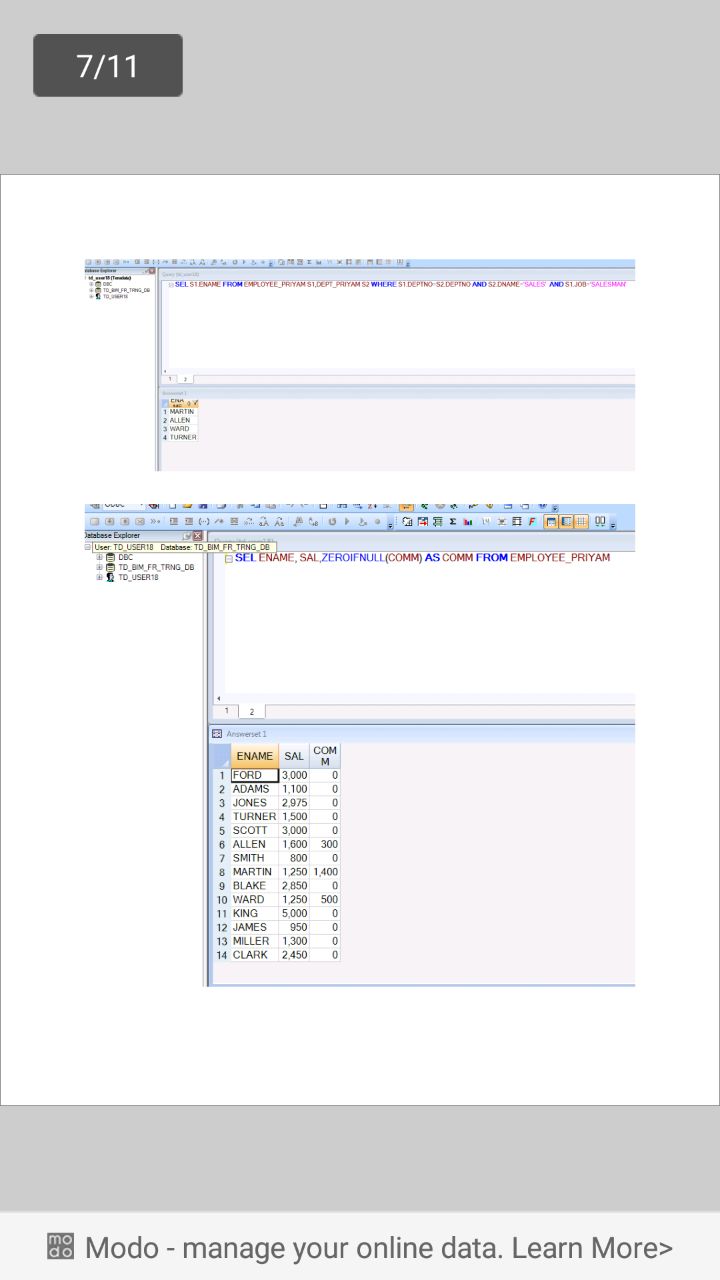 7/11
Database Explorer
td_user18 (Teradata)
DBC
TD_BIM_FR_TRNG_DB
TD_USER18
Query (td_user18)
SEL S1.ENAME FROM EMPLOYEE_PRIYAM S1,DEPT_PRIYAM S2 WHERE S1.DEPTNO=S2.DEPTNO AND S2.DNAME='SALES' AND S1.JOB='SALESMAN'
1 2
Answerset 1
1 MARTIN
2 ALLEN
3 WARD
4 TURNER
Database Explorer
User: TD_USER18 Database: TD_BIM_FR_TRNG_DB
DBC
TD_BIM_FR_TRNG_DB
TD_USER18
SEL ENAME, SAL,ZEROIFNULL(COMM) AS COMM FROM EMPLOYEE_PRIYAM
1 2
Answerset 1
ENAME SAL COM
M
1 FORD 3,000 0
2 ADAMS 1,100 0
3 JONES 2,975 0
4 TURNER 1,500 0
5 SCOTT 3,000 0
6 ALLEN 1,600 300
7 SMITH 800 0
8 MARTIN 1,250 1,400
9 BLAKE 2,850 0
10 WARD 1,250 500
11 KING 5,000 0
12 JAMES 950 0
13 MILLER 1,300 0
14 CLARK 2,450 0
mo
do
Modo - manage your online data. Learn More>